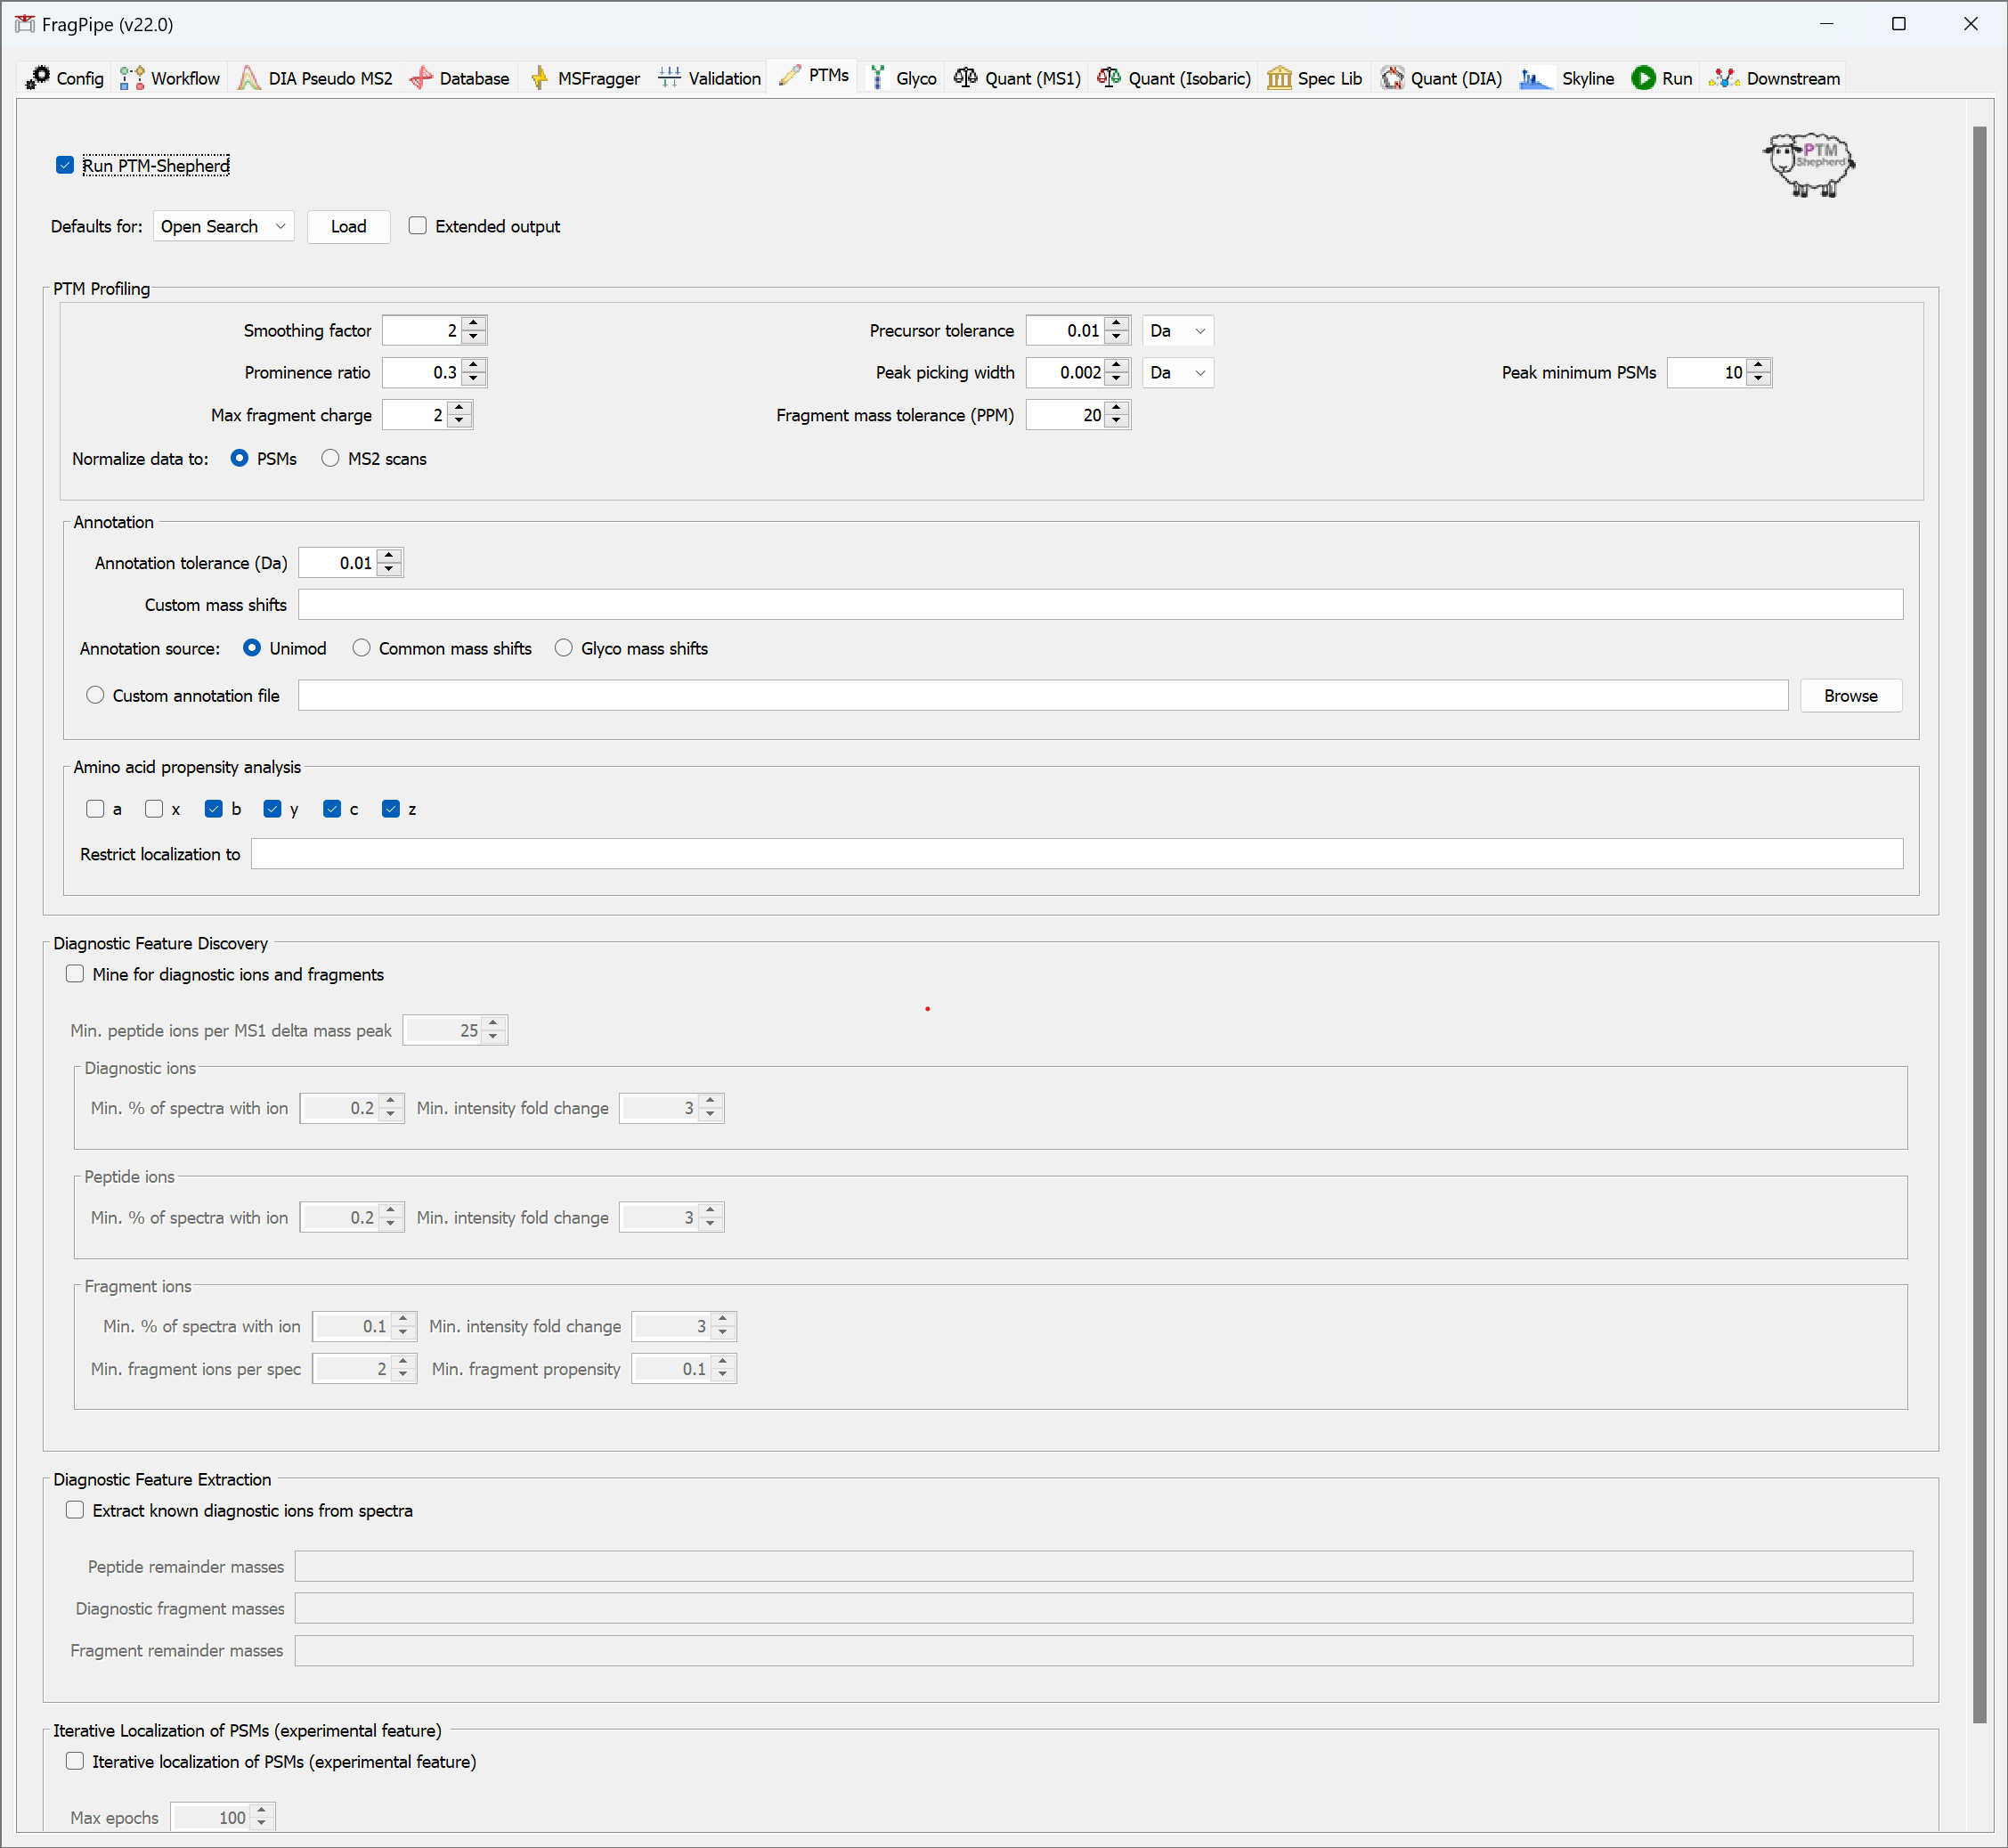 FragPipe (v22.0)
Config Workflow DIA Pseudo MS2 Database MSFragger Validation PTMs Glyco Quant (MS1) Quant (Isobaric) Spec Lib Quant (DIA) Skyline Run Downstream
Run PTM-Shepherd
PTM
Shepherd
Defaults for: Open Search Load Extended output
PTM Profiling
Smoothing factor 2 Precursor tolerance 0.01 Da
Prominence ratio 0.3 Peak picking width 0.002 Da Peak minimum PSMs 10
Max fragment charge 2 Fragment mass tolerance (PPM) 20
Normalize data to: PSMs MS2 scans
Annotation
Annotation tolerance (Da) 0.01
Custom mass shifts
Annotation source: Unimod Common mass shifts Glyco mass shifts
Custom annotation file Browse
Amino acid propensity analysis
a x b y c z
Restrict localization to
Diagnostic Feature Discovery
Mine for diagnostic ions and fragments
Min. peptide ions per MS1 delta mass peak 25
Diagnostic ions
Min. % of spectra with ion 0.2 Min. intensity fold change 3
Peptide ions
Min. % of spectra with ion 0.2 Min. intensity fold change 3
Fragment ions
Min. % of spectra with ion 0.1 Min. intensity fold change 3
Min. fragment ions per spec 2 Min. fragment propensity 0.1
Diagnostic Feature Extraction
Extract known diagnostic ions from spectra
Peptide remainder masses
Diagnostic fragment masses
Fragment remainder masses
Iterative Localization of PSMs (experimental feature)
Iterative localization of PSMs (experimental feature)
Max epochs 100